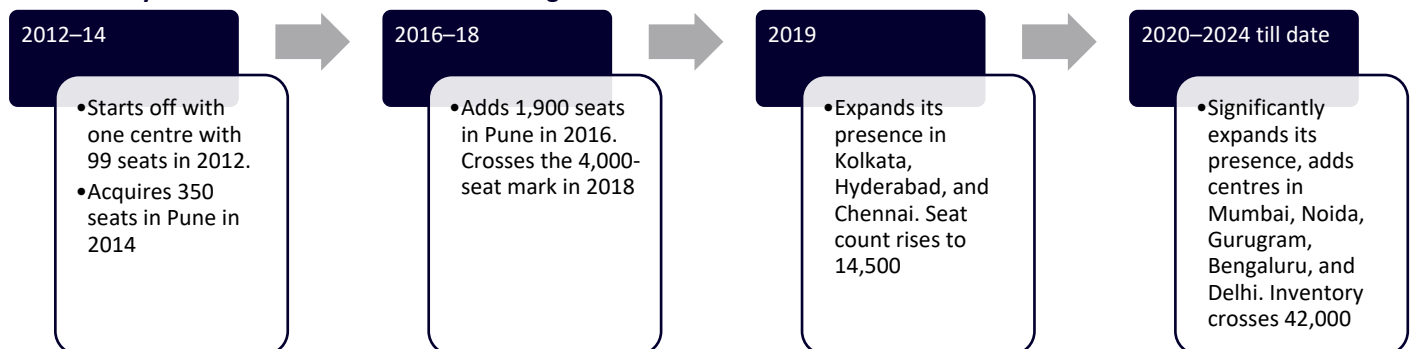 2012–14
•Starts off with
one centre with
99 seats in 2012.
•Acquires 350
seats in Pune in
2014
2016–18
•Adds 1,900 seats
in Pune in 2016.
Crosses the 4,000-
seat mark in 2018
2019
•Expands its
presence in
Kolkata,
Hyderabad, and
Chennai. Seat
count rises to
14,500
2020–2024 till date
•Significantly
expands its
presence, adds
centres in
Mumbai, Noida,
Gurugram,
Bengaluru, and
Delhi. Inventory
crosses 42,000